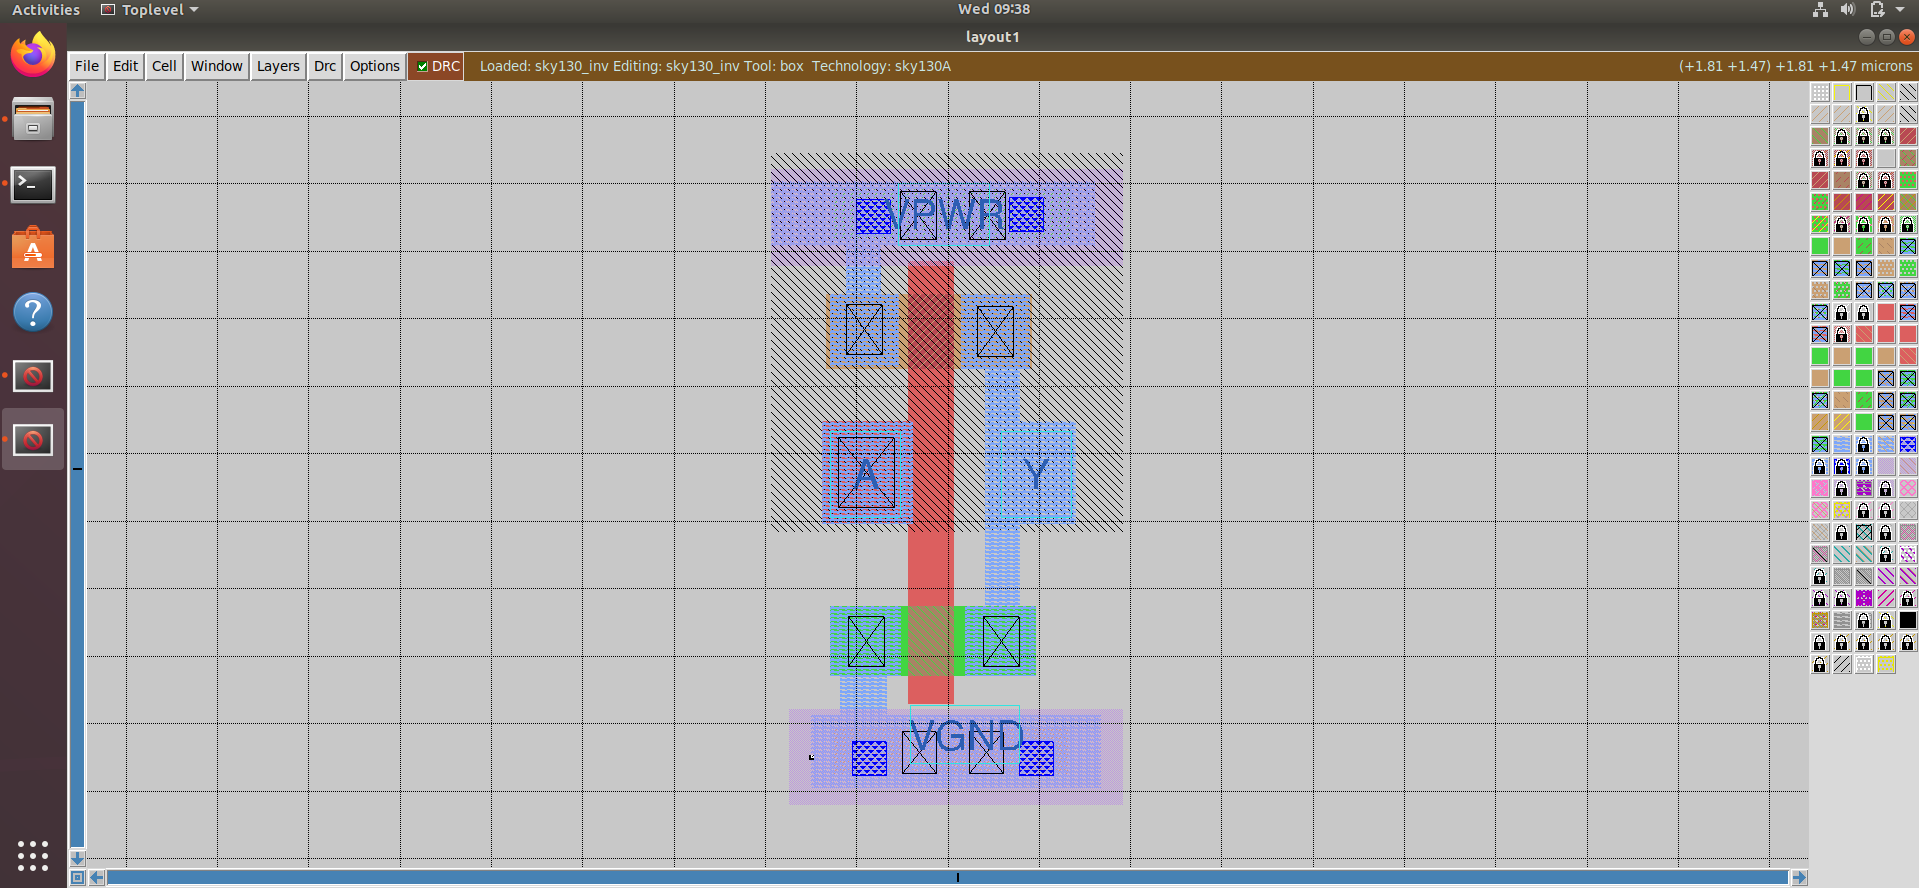 Activities Toplevel Wed 09:38
layout1
File Edit Cell Window Layers Drc Options DRC Loaded: sky130_inv Editing: sky130_inv Tool: box Technology: sky130A (+1.81 +1.47) +1.81 +1.47 microns
VPWR
A Y
VGND